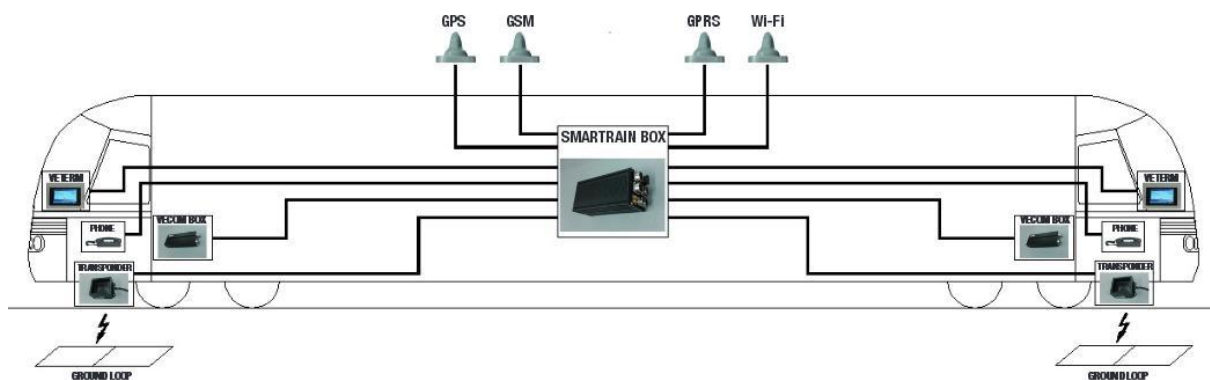 GPS GSM GPRS Wi-Fi
SMARTRAIN BOX
VETERM VETERM
VECOM BOX VECOM BOX
PHONE PHONE
TRANSPONDER TRANSPONDER
GROUND LOOP GROUND LOOP